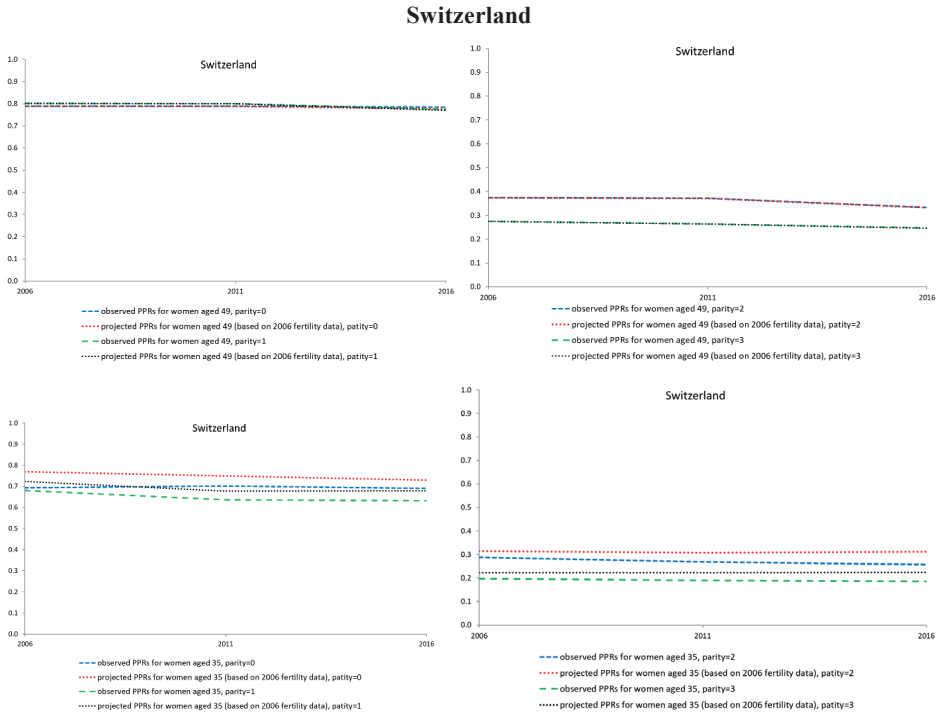 Switzerland
Switzerland
1.0
0.9
0.8
0.7
0.6
0.5
0.4
0.3
0.2
0.1
0.0
2006
2011
2016
observed PPRs for women aged 49, parity=0
projected PPRs for women aged 49 (based on 2006 fertility data), patity=0
observed PPRs for women aged 49, parity=1
projected PPRs for women aged 49 (based on 2006 fertility data), patity=1
Switzerland
1.0
0.9
0.8
0.7
0.6
0.5
0.4
0.3
0.2
0.1
0.0
2006
2011
2016
observed PPRs for women aged 49, parity=2
projected PPRs for women aged 49 (based on 2006 fertility data), patity=2
observed PPRs for women aged 49, parity=3
projected PPRs for women aged 49 (based on 2006 fertility data), patity=3
Switzerland
1.0
0.9
0.8
0.7
0.6
0.5
0.4
0.3
0.2
0.1
0.0
2006
2011
2016
observed PPRs for women aged 35, parity=0
projected PPRs for women aged 35 (based on 2006 fertility data), patity=0
observed PPRs for women aged 35, parity=1
projected PPRs for women aged 35 (based on 2006 fertility data), patity=1
Switzerland
1.0
0.9
0.8
0.7
0.6
0.5
0.4
0.3
0.2
0.1
0.0
2006
2011
2016
observed PPRs for women aged 35, parity=2
projected PPRs for women aged 35 (based on 2006 fertility data), patity=2
observed PPRs for women aged 35, parity=3
projected PPRs for women aged 35 (based on 2006 fertility data), patity=3